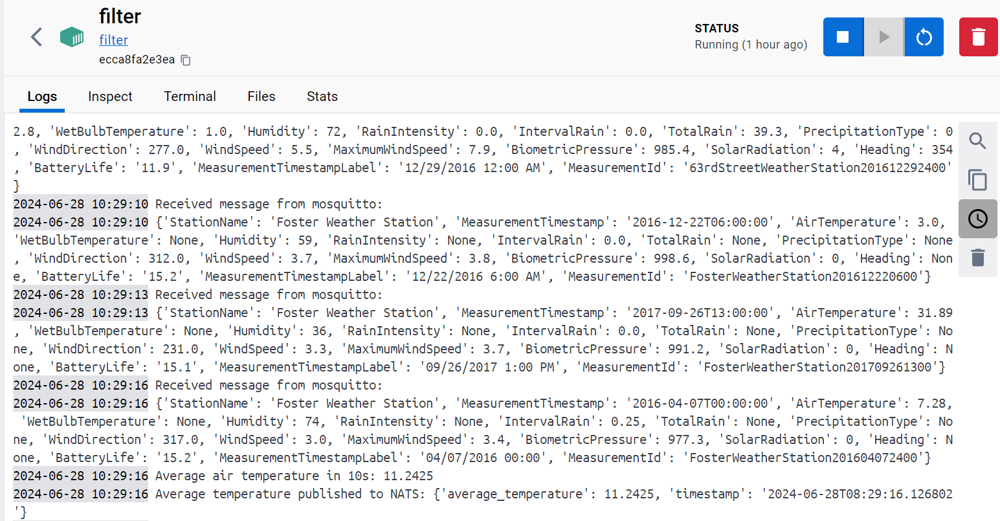 filter
filter
ecca8fa2e3ea
STATUS
Running (1 hour ago)
Logs Inspect Terminal Files Stats
2.8, 'WetBulbTemperature': 1.0, 'Humidity': 72, 'RainIntensity': 0.0, 'IntervalRain': 0.0, 'TotalRain': 39.3, 'PrecipitationType': 0
, 'WindDirection': 277.0, 'WindSpeed': 5.5, 'MaximumWindSpeed': 7.9, 'BiometricPressure': 985.4, 'SolarRadiation': 4, 'Heading': 354
, 'BatteryLife': '11.9', 'MeasurementTimestampLabel': '12/29/2016 12:00 AM', 'MeasurementId': '63rdStreetWeatherStation201612292400'
}
2024-06-28 10:29:10 Received message from mosquitto:
2024-06-28 10:29:10 {'StationName': 'Foster Weather Station', 'MeasurementTimestamp': '2016-12-22T06:00:00', 'AirTemperature': 3.0,
'WetBulbTemperature': None, 'Humidity': 59, 'RainIntensity': None, 'IntervalRain': 0.0, 'TotalRain': None, 'PrecipitationType': None
, 'WindDirection': 312.0, 'WindSpeed': 3.7, 'MaximumWindSpeed': 3.8, 'BiometricPressure': 998.6, 'SolarRadiation': 0, 'Heading': Non
e, 'BatteryLife': '15.2', 'MeasurementTimestampLabel': '12/22/2016 6:00 AM', 'MeasurementId': 'FosterWeatherStation201612220600'}
2024-06-28 10:29:13 Received message from mosquitto:
2024-06-28 10:29:13 {'StationName': 'Foster Weather Station', 'MeasurementTimestamp': '2017-09-26T13:00:00', 'AirTemperature': 31.89
, 'WetBulbTemperature': None, 'Humidity': 36, 'RainIntensity': None, 'IntervalRain': 0.0, 'TotalRain': None, 'PrecipitationType': No
ne, 'WindDirection': 231.0, 'WindSpeed': 3.3, 'MaximumWindSpeed': 3.7, 'BiometricPressure': 991.2, 'SolarRadiation': 0, 'Heading': N
one, 'BatteryLife': '15.1', 'MeasurementTimestampLabel': '09/26/2017 1:00 PM', 'MeasurementId': 'FosterWeatherStation201709261300'}
2024-06-28 10:29:16 Received message from mosquitto:
2024-06-28 10:29:16 {'StationName': 'Foster Weather Station', 'MeasurementTimestamp': '2016-04-07T00:00:00', 'AirTemperature': 7.28,
'WetBulbTemperature': None, 'Humidity': 74, 'RainIntensity': None, 'IntervalRain': 0.25, 'TotalRain': None, 'PrecipitationType': No
ne, 'WindDirection': 317.0, 'WindSpeed': 3.0, 'MaximumWindSpeed': 3.4, 'BiometricPressure': 977.3, 'SolarRadiation': 0, 'Heading': N
one, 'BatteryLife': '15.2', 'MeasurementTimestampLabel': '04/07/2016 00:00', 'MeasurementId': 'FosterWeatherStation201604072400'}
2024-06-28 10:29:16 Average air temperature in 10s: 11.2425
2024-06-28 10:29:16 Average temperature published to NATS: {'average_temperature': 11.2425, 'timestamp': '2024-06-28T08:29:16.126802
'}